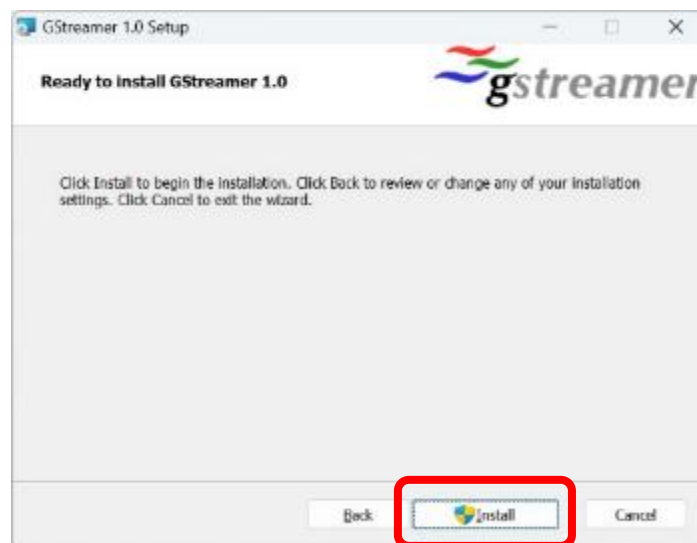 GStreamer 1.0 Setup
Ready to install GStreamer 1.0
gstreamer
Click Install to begin the installation. Click Back to review or change any of your installation
settings. Click Cancel to exit the wizard.
Back Install Cancel